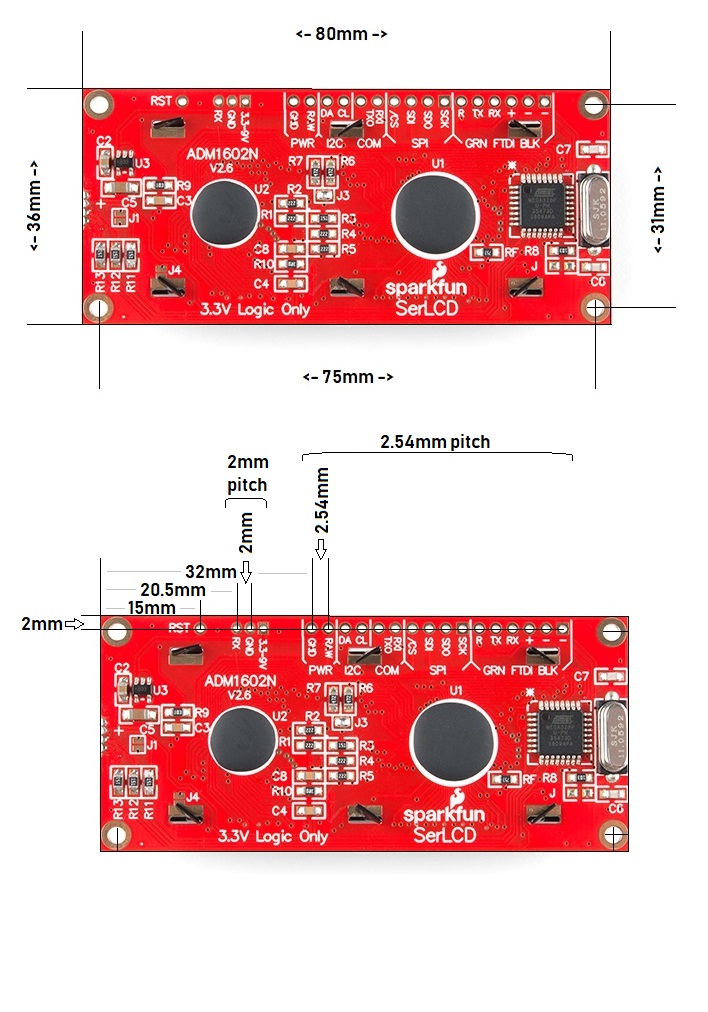 <- 80mm ->
RST
RX
GND
3.3-9V
GND
RAW
DA
CL
TXO
RXI
/CS
SDI
SDO
SCK
R
TX
RX
+
-
-
PWR
I2C
COM
SPI
GRN
FTDI
BLK
C2
U3
ADM1602N
V2.6
R7
R6
U1
C7
<- 36mm ->
<- 31mm ->
R9
C3
C5
+
J1
U2
R2
R1
J3
R3
R4
R5
C8
R10
C4
RF
R8
J
C6
R13
R12
R11
J4
3.3V Logic Only
sparkfun
SerLCD
<- 75mm ->
2.54mm pitch
2mm
pitch
2mm
2.54mm
32mm
20.5mm
15mm
2mm
RST
RX
GND
3.3-9V
GND
RAW
DA
CL
TXO
/CS
SDI
SDO
SCK
R
TX
RX
+
-
-
PWR
I2C
COM
SPI
GRN
FTDI
BLK
C2
U3
ADM1602N
V2.6
R7
R6
U1
C7
R9
C3
C5
+
J1
U2
R2
R1
J3
R3
R4
R5
C8
R10
C4
RF
R8
J
C6
R13
R12
R11
J4
3.3V Logic Only
sparkfun
SerLCD